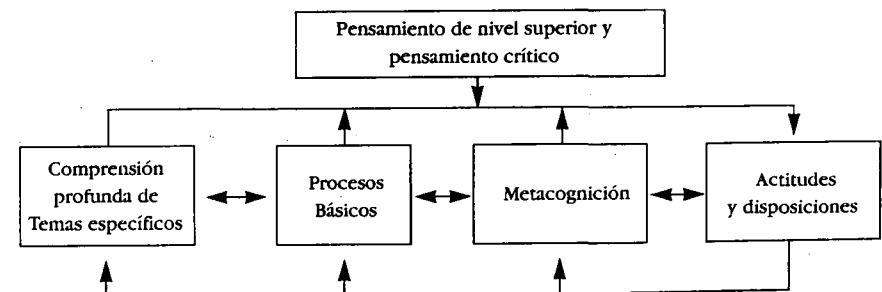 Pensamiento de nivel superior y
pensamiento crítico
Comprensión
profunda de
Temas específicos
Procesos
Básicos
Metacognición
Actitudes
y disposiciones